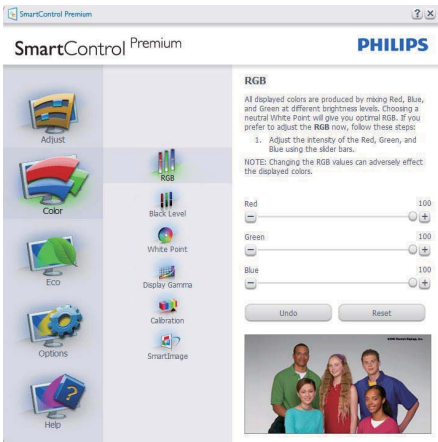 SmartControl Premium
SmartControl Premium
PHILIPS
Adjust
Color
Eco
Options
Help
RGB
Black Level
White Point
Display Gamma
Calibration
SmartImage
RGB
All displayed colors are produced by mixing Red, Blue,
and Green at different brightness levels. Choosing a
neutral White Point will give you optimal RGB. If you
prefer to adjust the RGB now, follow these steps:
1. Adjust the intensity of the Red, Green, and
Blue using the slider bars.
NOTE: Changing the RGB values can adversely effect
the displayed colors.
Red 100
Green 100
Blue 100
Undo Reset